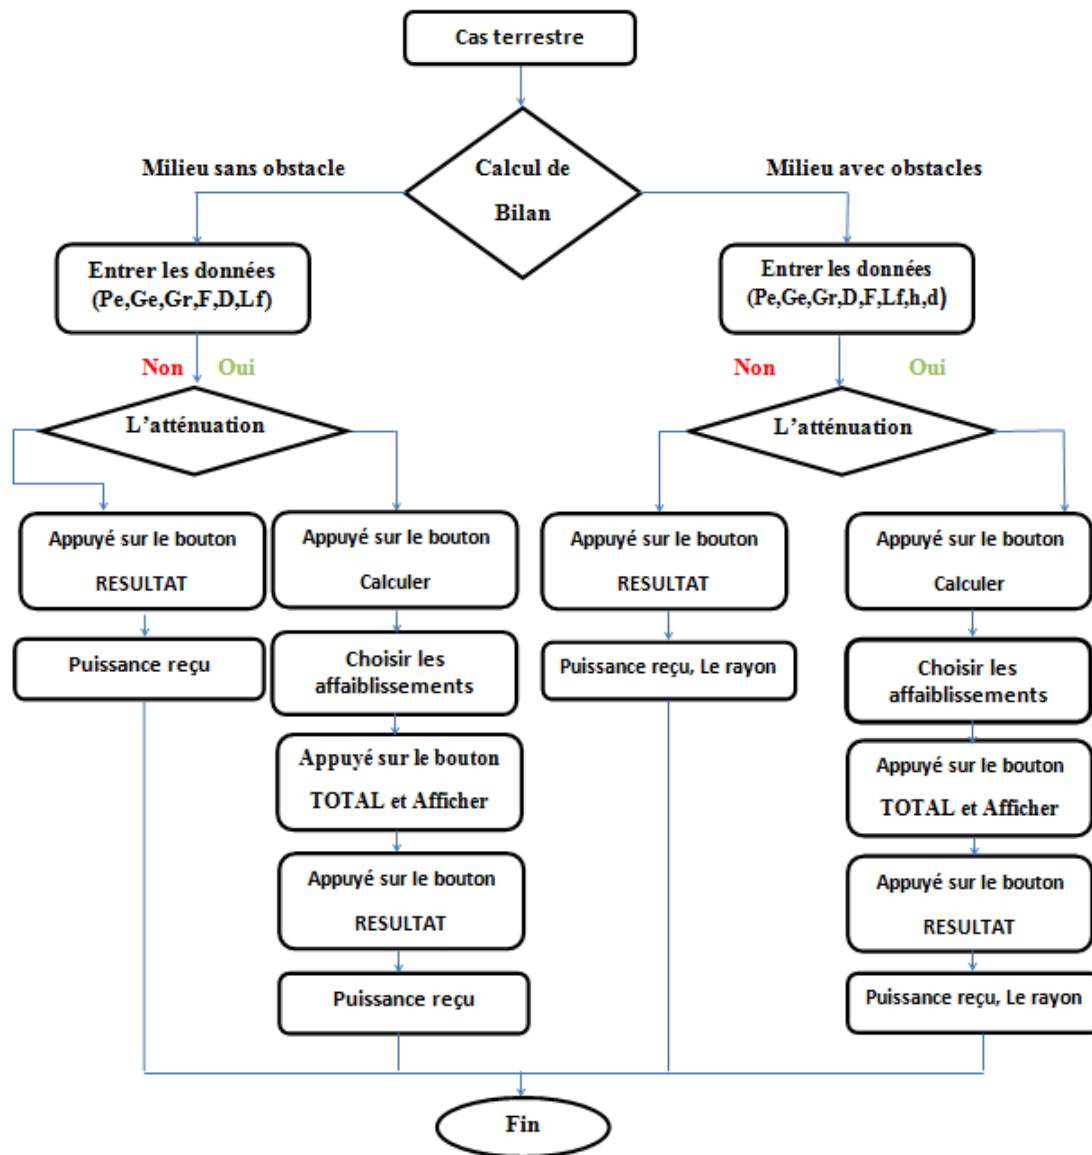 Cas terrestre
Milieu sans obstacle
Calcul de
Bilan
Milieu avec obstacles
Entrer les données
(Pe,Ge,Gr,F,D,Lf)
Entrer les données
(Pe,Ge,Gr,D,F,Lf,h,d)
Non Oui
Non Oui
L'atténuation
L'atténuation
Appuyé sur le bouton
RESULTAT
Appuyé sur le bouton
Calculer
Appuyé sur le bouton
RESULTAT
Appuyé sur le bouton
Calculer
Puissance reçu
Choisir les
affaiblissements
Puissance reçu, Le rayon
Choisir les
affaiblissements
Appuyé sur le bouton
TOTAL et Afficher
Appuyé sur le bouton
TOTAL et Afficher
Appuyé sur le bouton
RESULTAT
Appuyé sur le bouton
RESULTAT
Puissance reçu
Puissance reçu, Le rayon
Fin